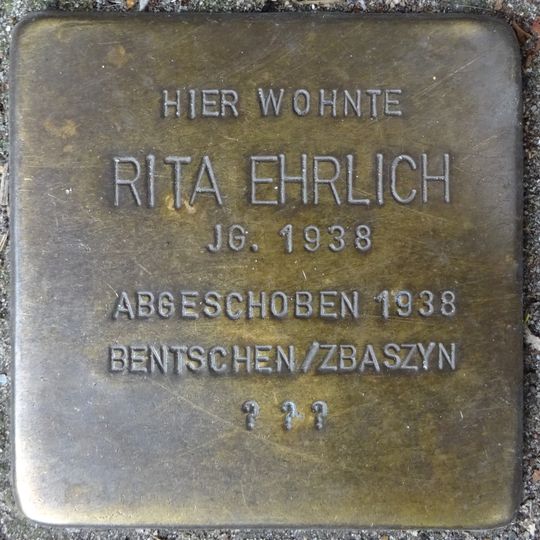 HIER WOHNTE
RITA EHRLICH
JG. 1938
ABGESCHOBEN 1938
BENTSCHEN/ZBASZYN
? ? ?